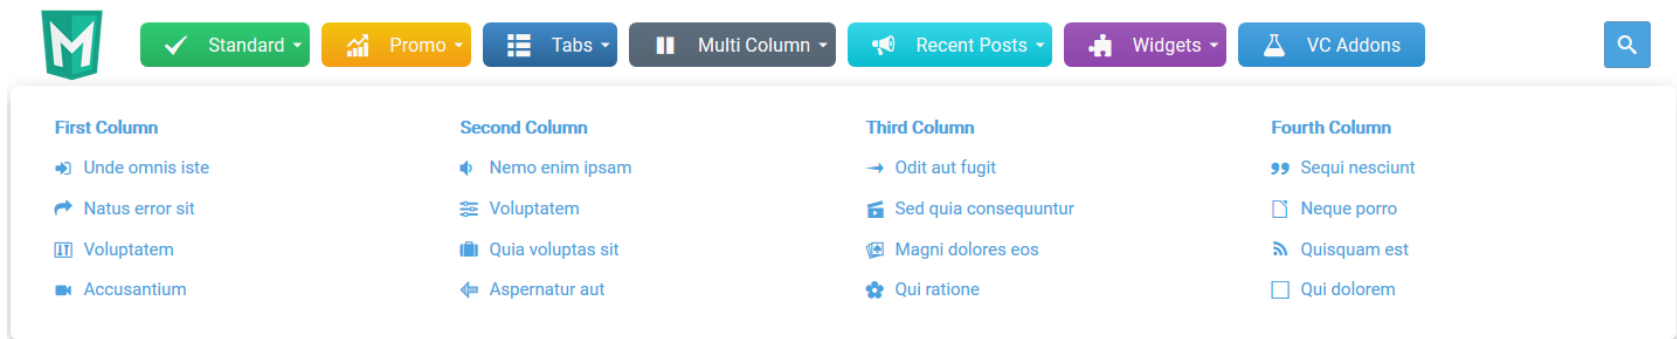 M
Standard
Promo
Tabs
Multi Column
Recent Posts
Widgets
VC Addons
First Column
Unde omnis iste
Natus error sit
Voluptatem
Accusantium
Second Column
Nemo enim ipsam
Voluptatem
Quia voluptas sit
Aspernatur aut
Third Column
Odit aut fugit
Sed quia consequuntur
Magni dolores eos
Qui ratione
Fourth Column
Sequi nesciunt
Neque porro
Quisquam est
Qui dolorem